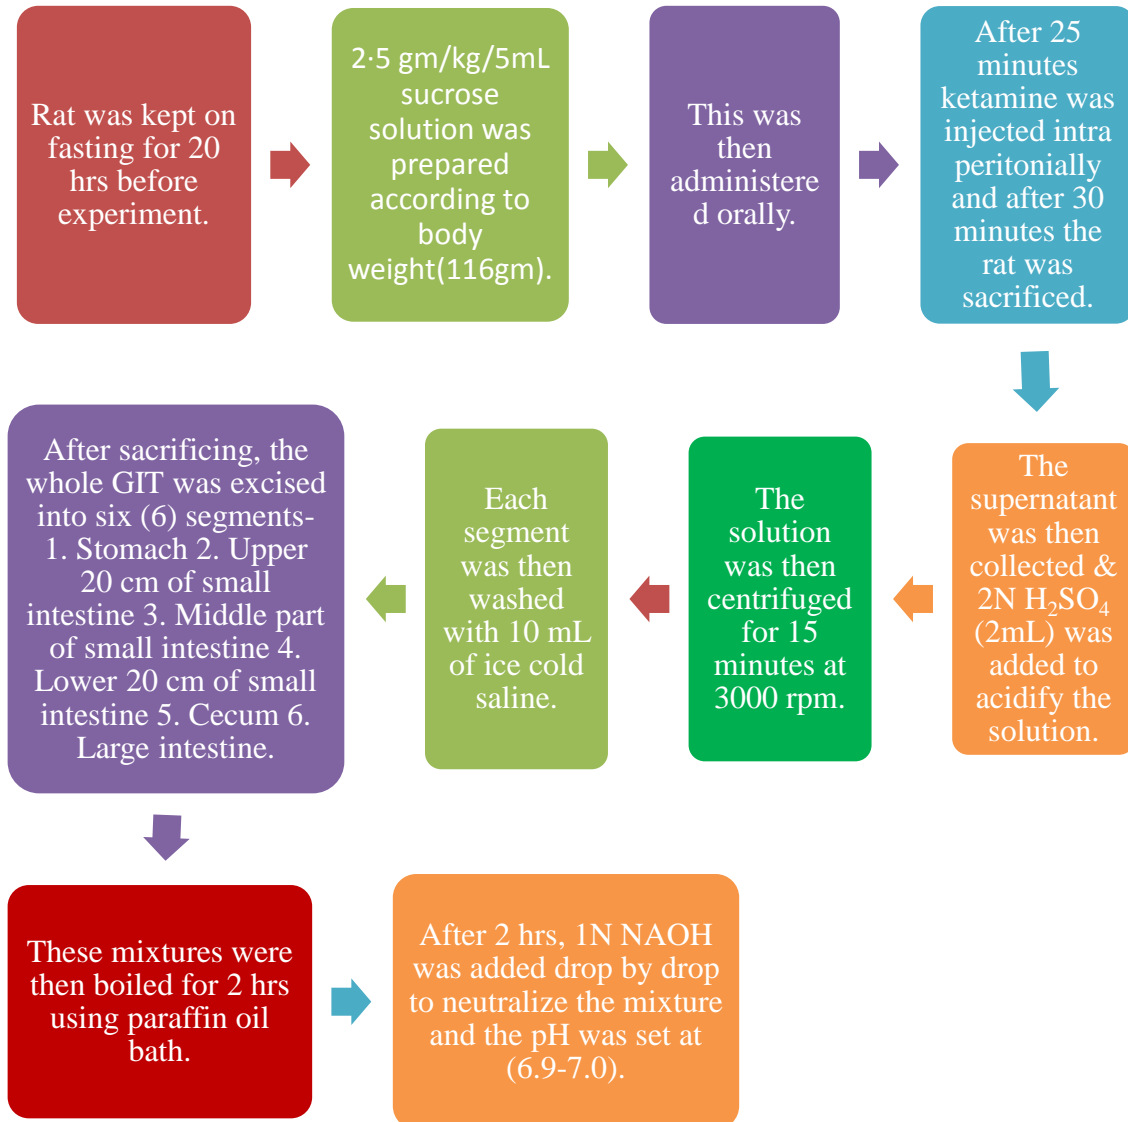 Rat was kept on
fasting for 20
hrs before
experiment.
2·5 gm/kg/5mL
sucrose
solution was
prepared
according to
body
weight(116gm).
This was
then
administere
d orally.
After 25
minutes
ketamine was
injected intra
peritonially
and after 30
minutes the
rat was
sacrificed.
The
supernatant
was then
collected &
2N H₂SO₄
(2mL) was
added to
acidify the
solution.
The
solution
was then
centrifuged
for 15
minutes at
3000 rpm.
Each
segment
was then
washed
with 10 mL
of ice cold
saline.
After sacrificing, the
whole GIT was excised
into six (6) segments-
1. Stomach 2. Upper
20 cm of small
intestine 3. Middle part
of small intestine 4.
Lower 20 cm of small
intestine 5. Cecum 6.
Large intestine.
These mixtures were
then boiled for 2 hrs
using paraffin oil
bath.
After 2 hrs, 1N NAOH
was added drop by drop
to neutralize the mixture
and the pH was set at
(6.9-7.0).